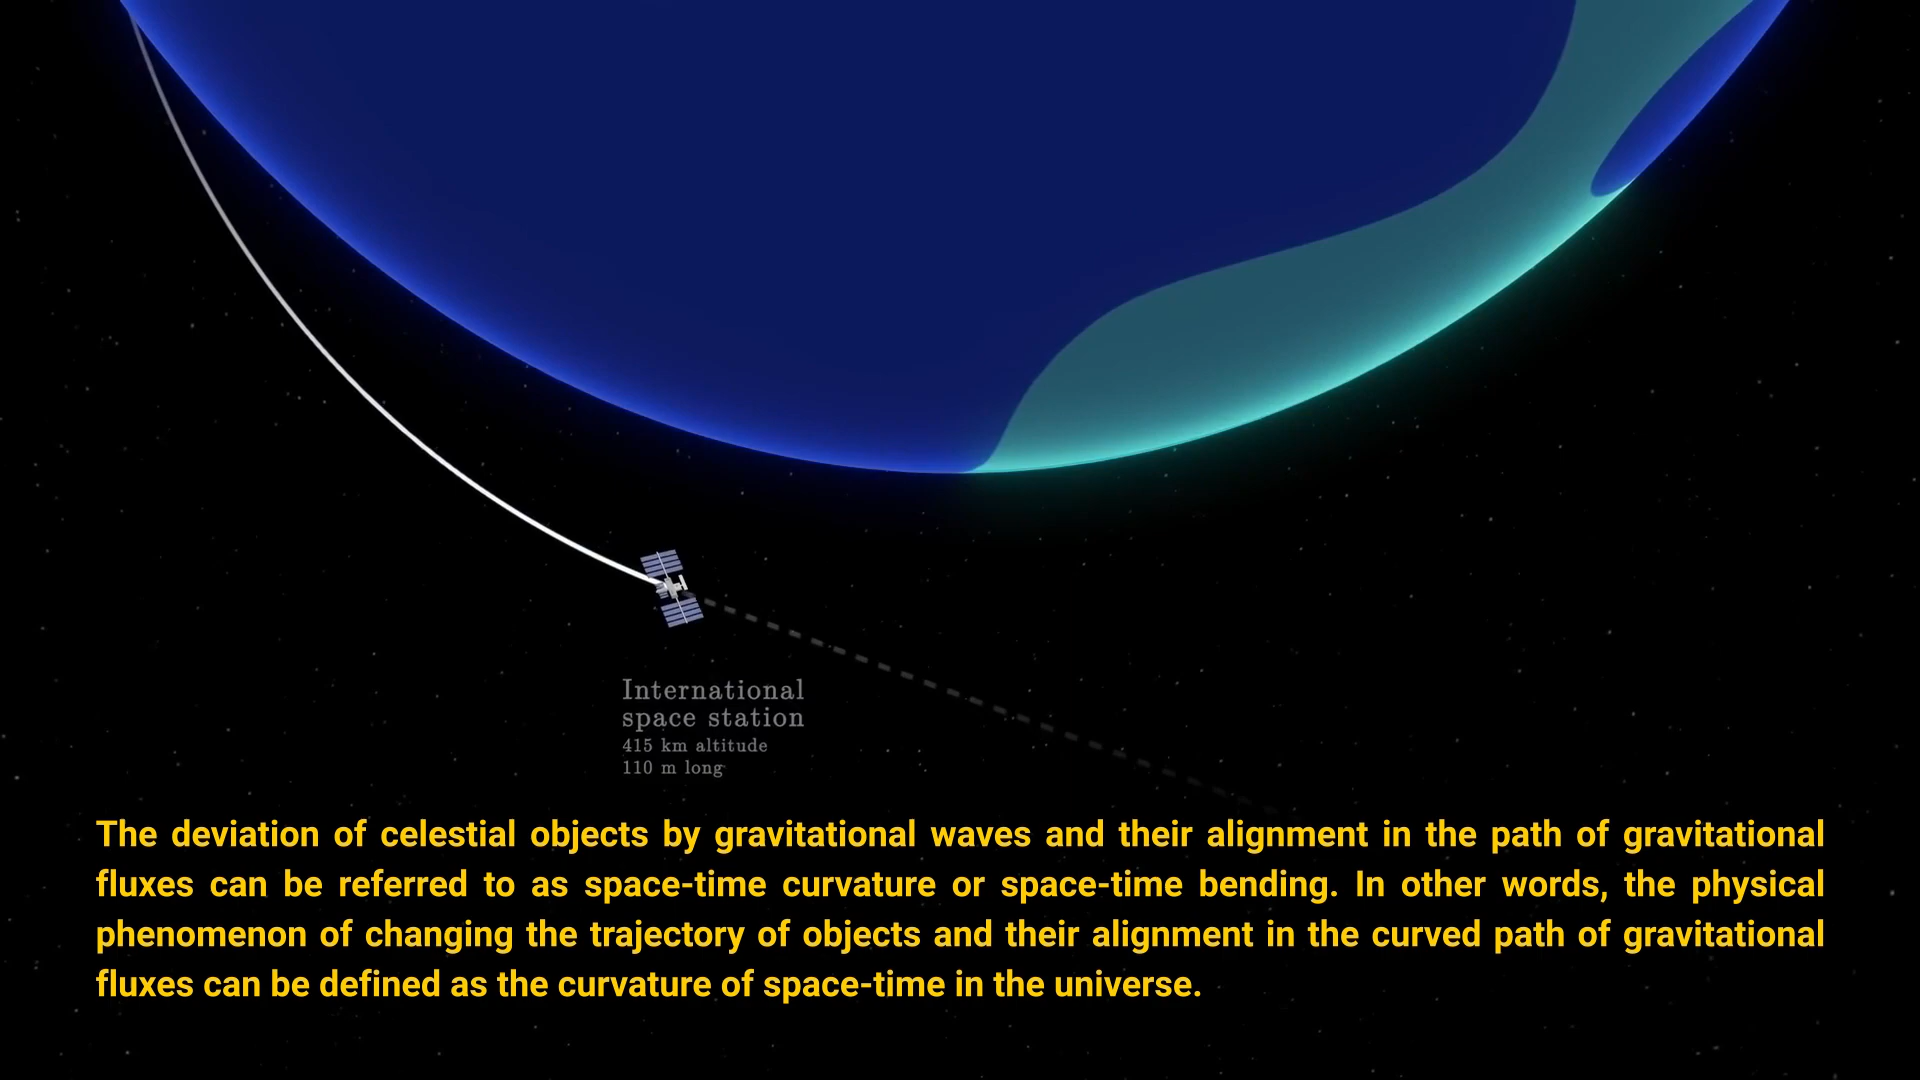 International
space station
415 km altitude
110 m long
The deviation of celestial objects by gravitational waves and their alignment in the path of gravitational
fluxes can be referred to as space-time curvature or space-time bending. In other words, the physical
phenomenon of changing the trajectory of objects and their alignment in the curved path of gravitational
fluxes can be defined as the curvature of space-time in the universe.